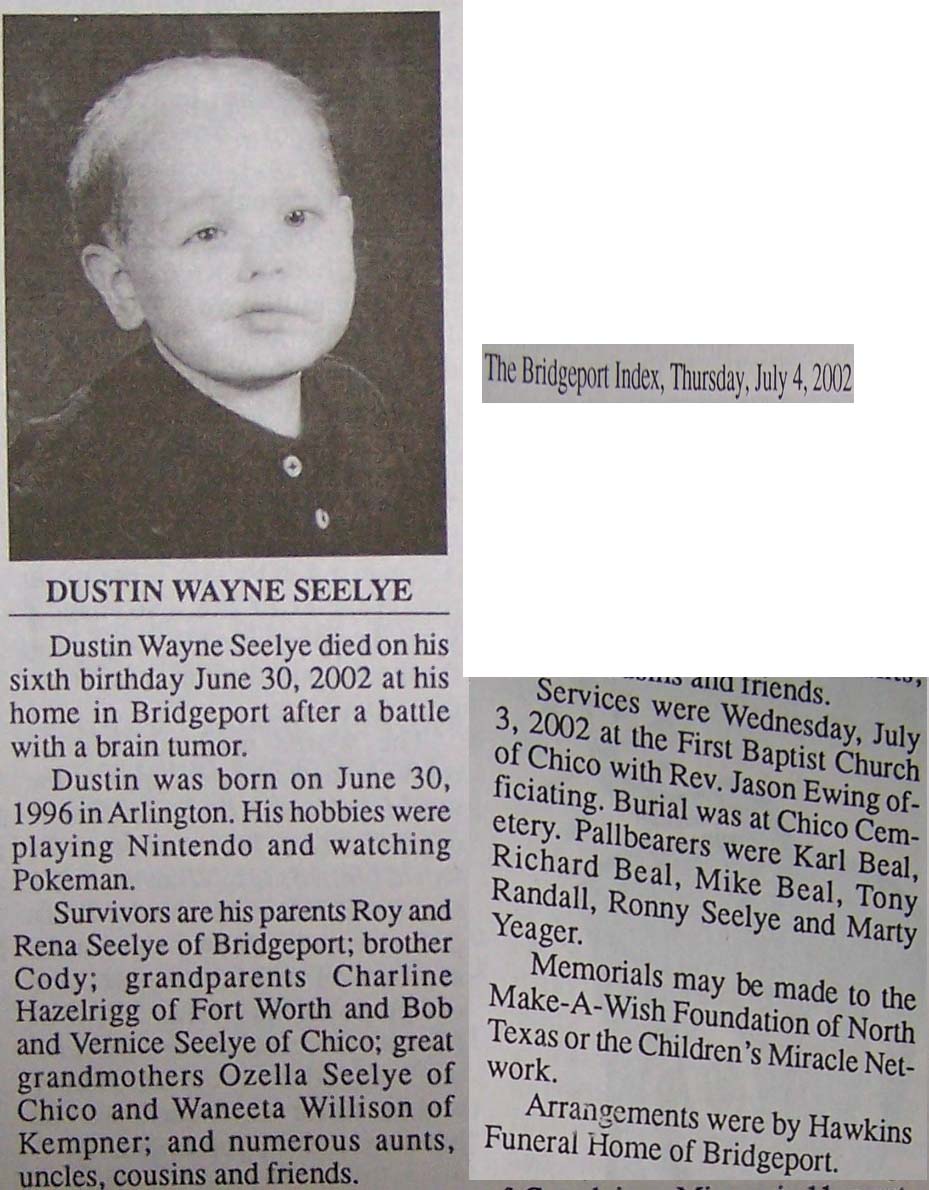 DUSTIN WAYNE SEELYE
Dustin Wayne Seelye died on his
sixth birthday June 30, 2002 at his
home in Bridgeport after a battle
with a brain tumor.
Dustin was born on June 30,
1996 in Arlington. His hobbies were
playing Nintendo and watching
Pokeman.
Survivors are his parents Roy and
Rena Seelye of Bridgeport; brother
Cody; grandparents Charline
Hazelrigg of Fort Worth and Bob
and Vernice Seelye of Chico; great
grandmothers Ozella Seelye of
Chico and Waneeta Willison of
Kempner; and numerous aunts,
uncles, cousins and friends.
The Bridgeport Index, Thursday, July 4, 2002
and friends.
Services were Wednesday, July
3, 2002 at the First Baptist Church
of Chico with Rev. Jason Ewing of-
ficiating. Burial was at Chico Cem-
etery. Pallbearers were Karl Beal,
Richard Beal, Mike Beal, Tony
Randall, Ronny Seelye and Marty
Yeager.
Memorials may be made to the
Make-A-Wish Foundation of North
Texas or the Children's Miracle Net-
work.
Arrangements were by Hawkins
Funeral Home of Bridgeport.